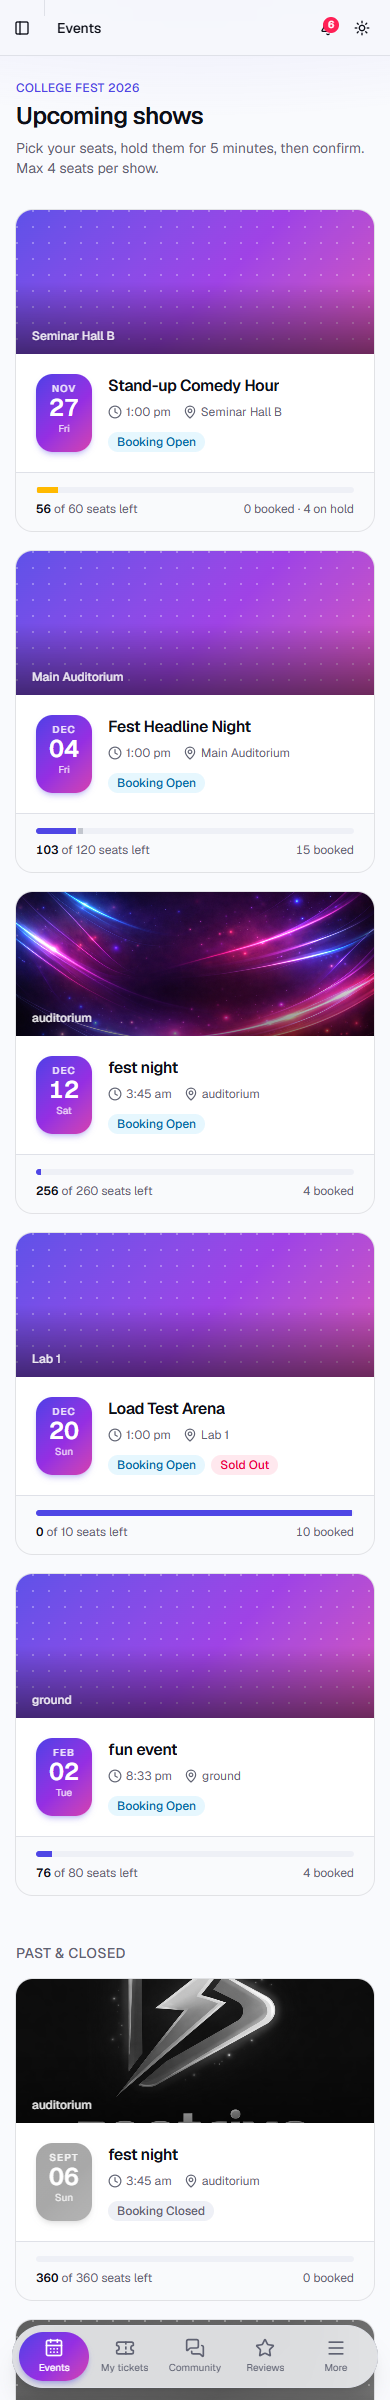 Events
6
COLLEGE FEST 2026
Upcoming shows
Pick your seats, hold them for 5 minutes, then confirm.
Max 4 seats per show.
Seminar Hall B
NOV
27
Fri
Stand-up Comedy Hour
1:00 pm Seminar Hall B
Booking Open
56 of 60 seats left 0 booked · 4 on hold
Main Auditorium
DEC
04
Fri
Fest Headline Night
1:00 pm Main Auditorium
Booking Open
103 of 120 seats left 15 booked
auditorium
DEC
12
Sat
fest night
3:45 am auditorium
Booking Open
256 of 260 seats left 4 booked
Lab 1
DEC
20
Sun
Load Test Arena
1:00 pm Lab 1
Booking Open Sold Out
0 of 10 seats left 10 booked
ground
FEB
02
Tue
fun event
8:33 pm ground
Booking Open
76 of 80 seats left 4 booked
PAST & CLOSED
auditorium
SEPT
06
Sun
fest night
3:45 am auditorium
Booking Closed
360 of 360 seats left 0 booked
Events My tickets Community Reviews More